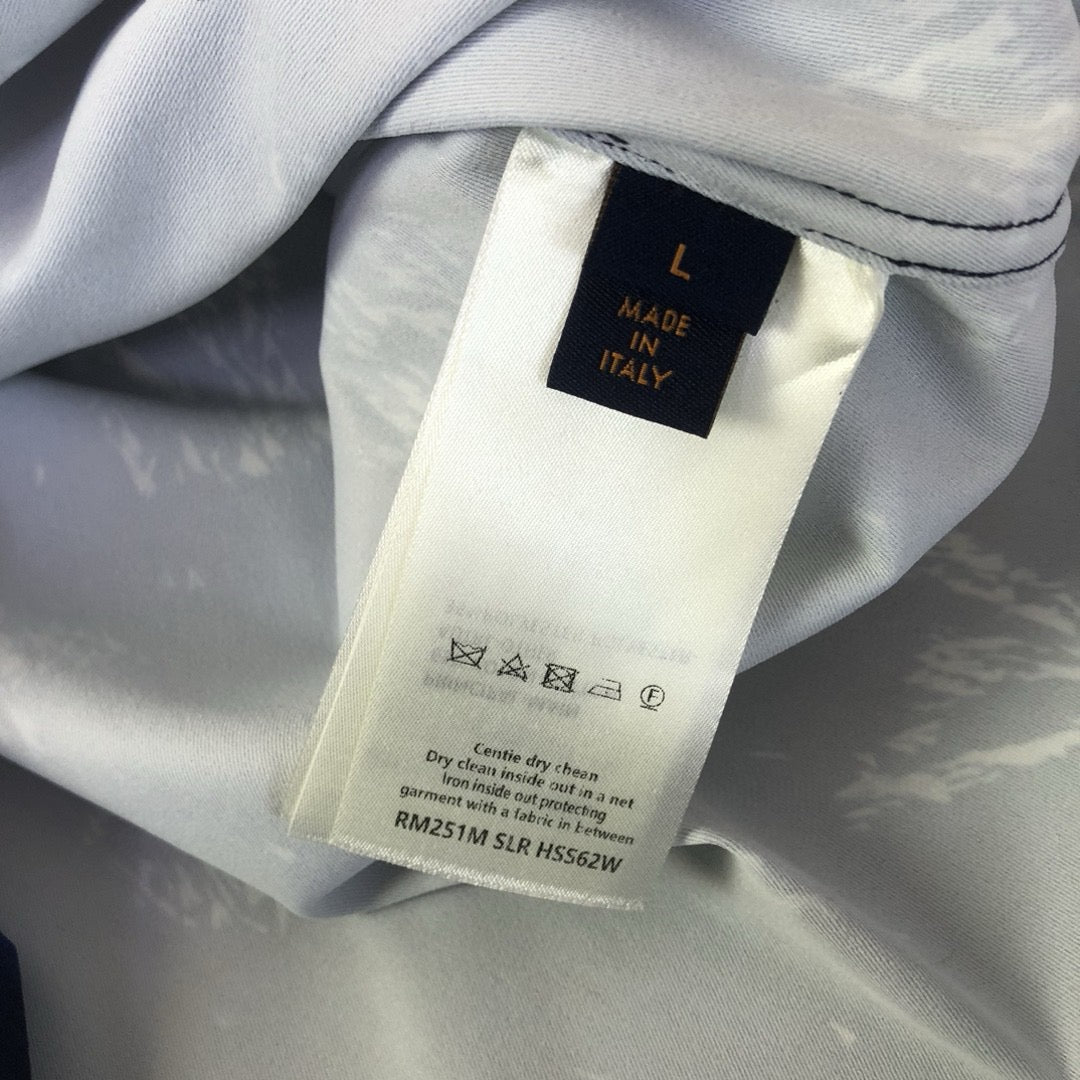 L
MADE
IN
ITALY
F
Centie dry chean
Dry clean inside out in a net
Iron inside out protecting
garment with a fabric in between
RM251M SLR HSS62W